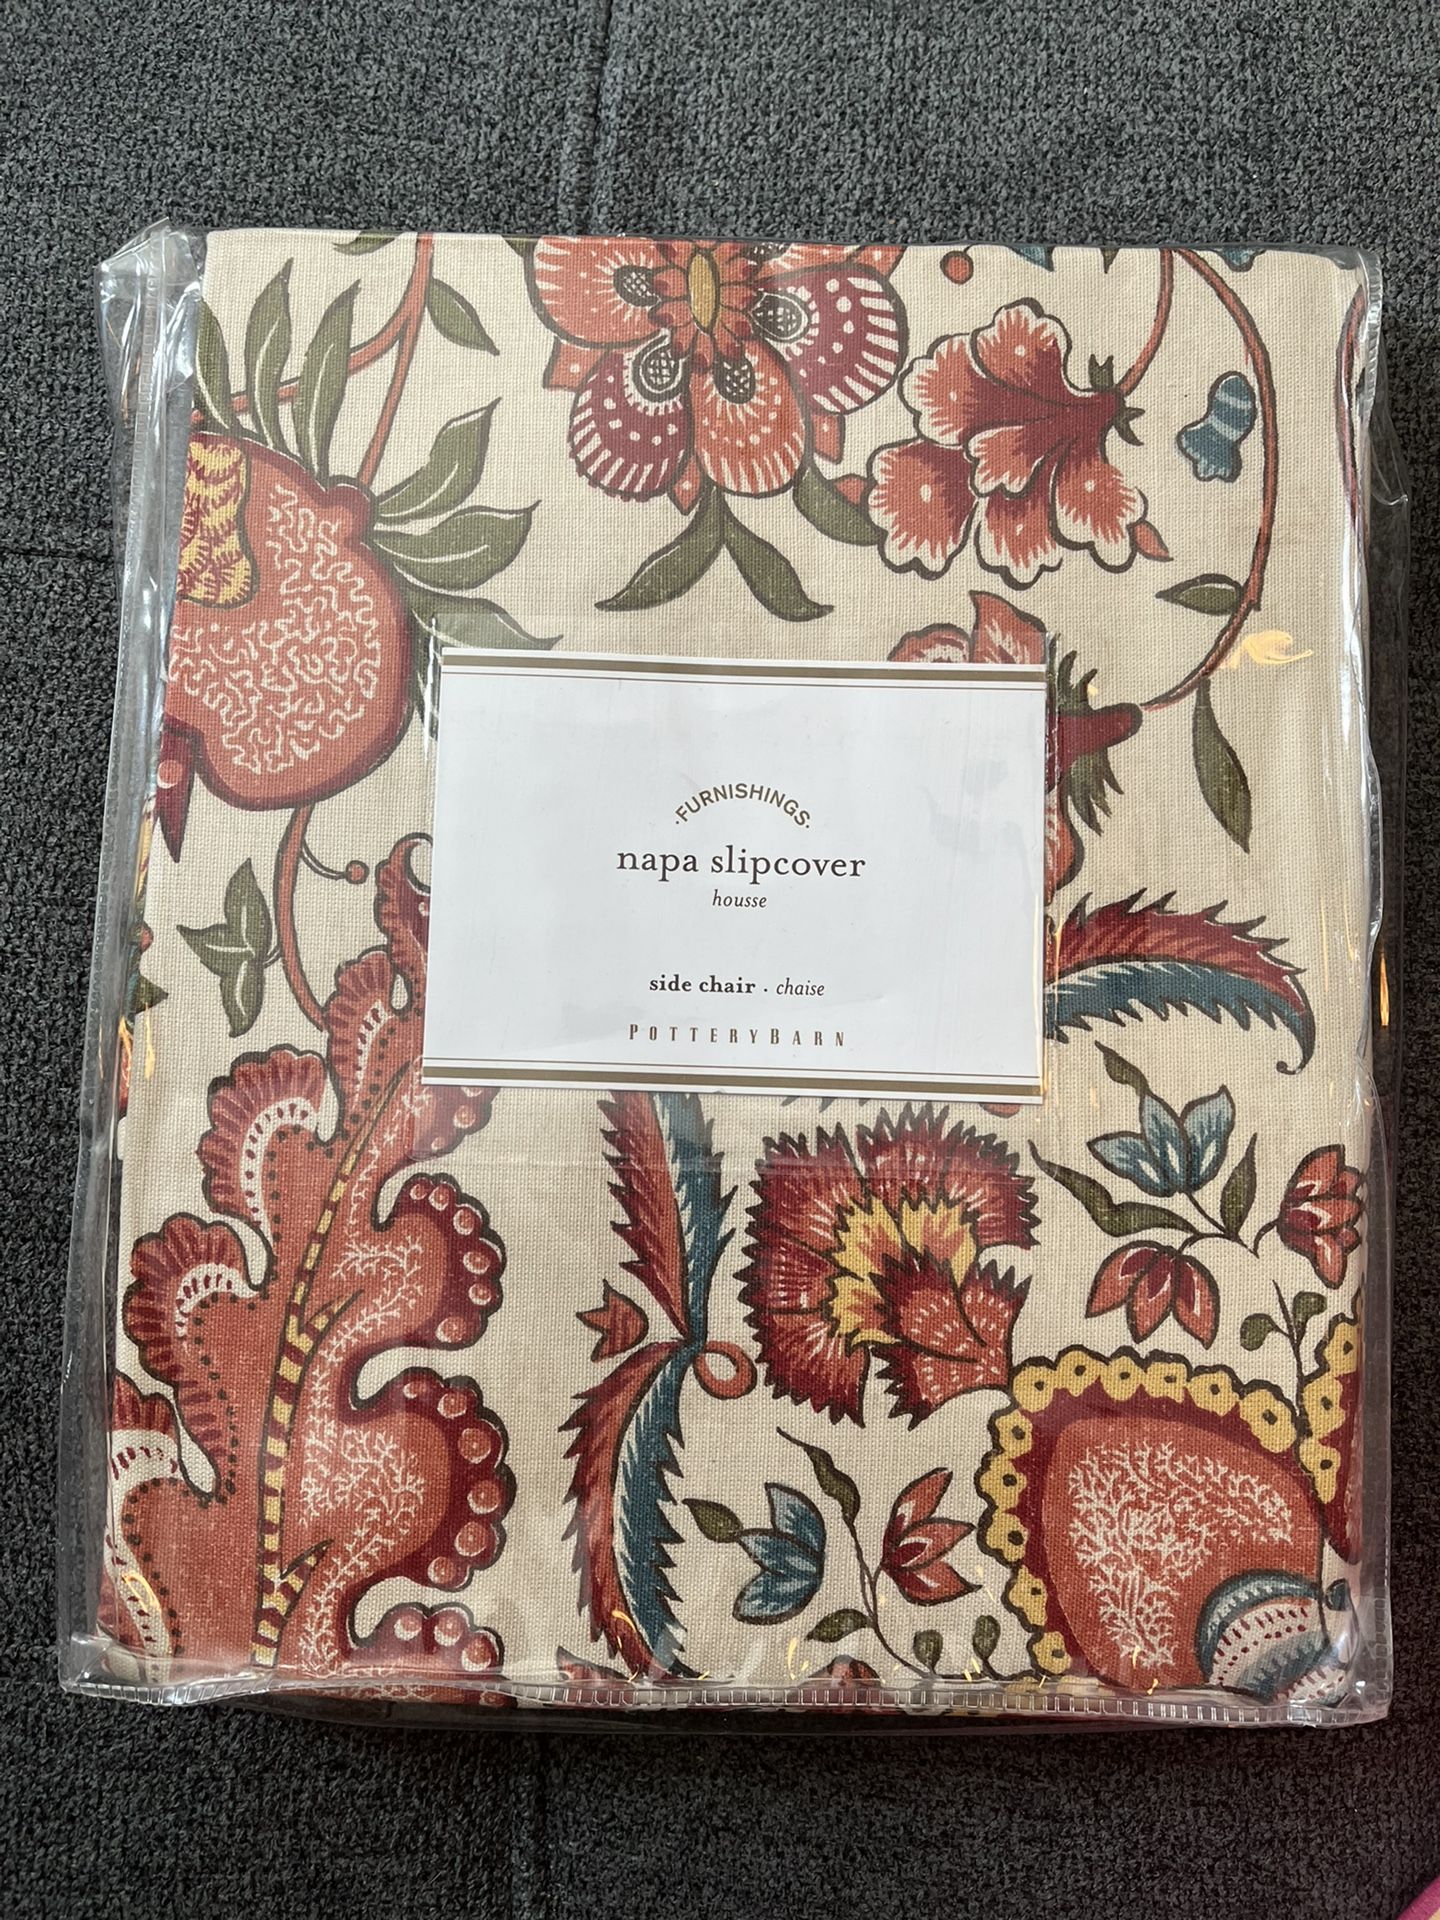 ·FURNISHINGS·
napa slipcover
housse
side chair · chaise
POTTERYBARN